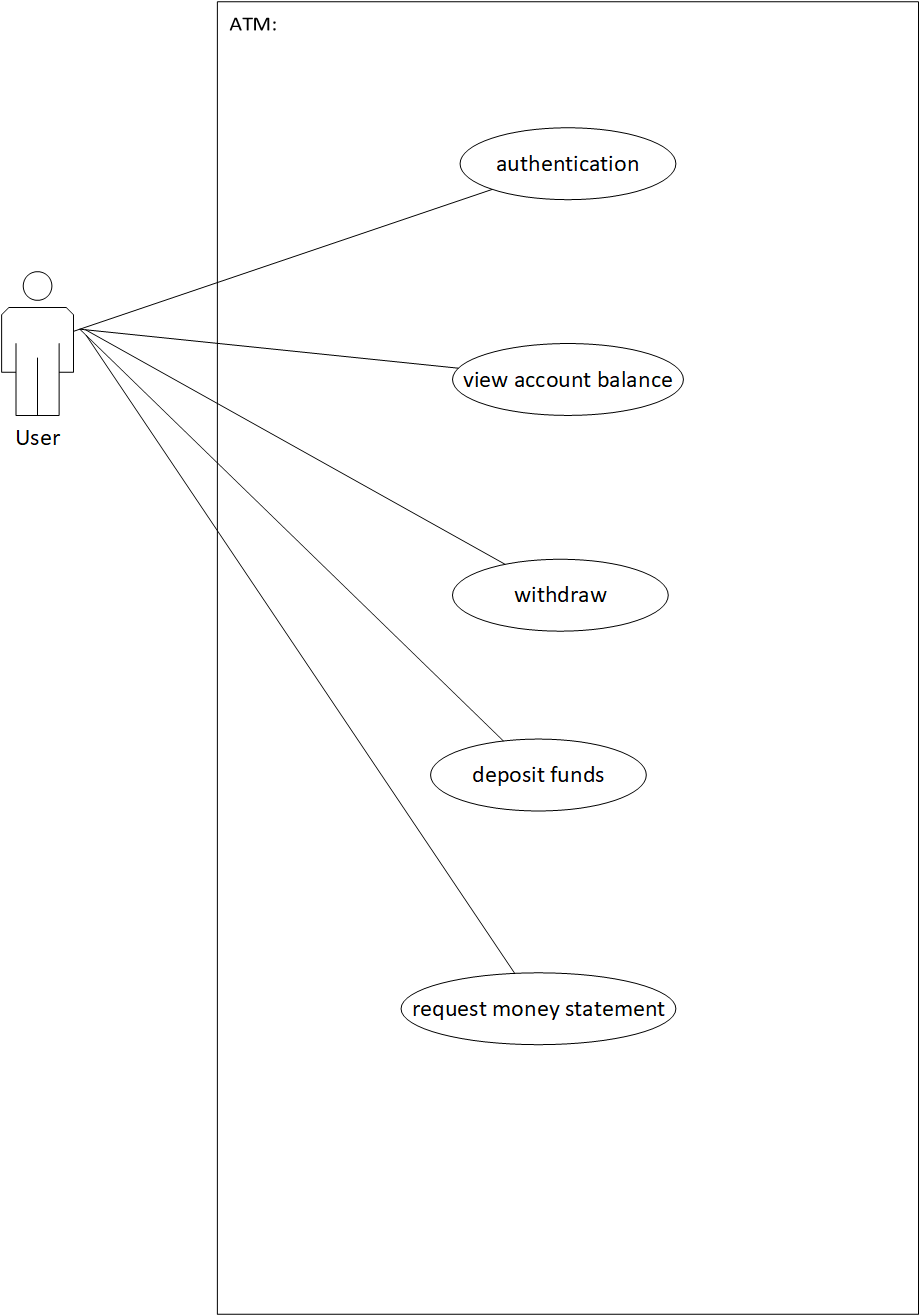 ATM:
authentication
view account balance
User
withdraw
deposit funds
request money statement